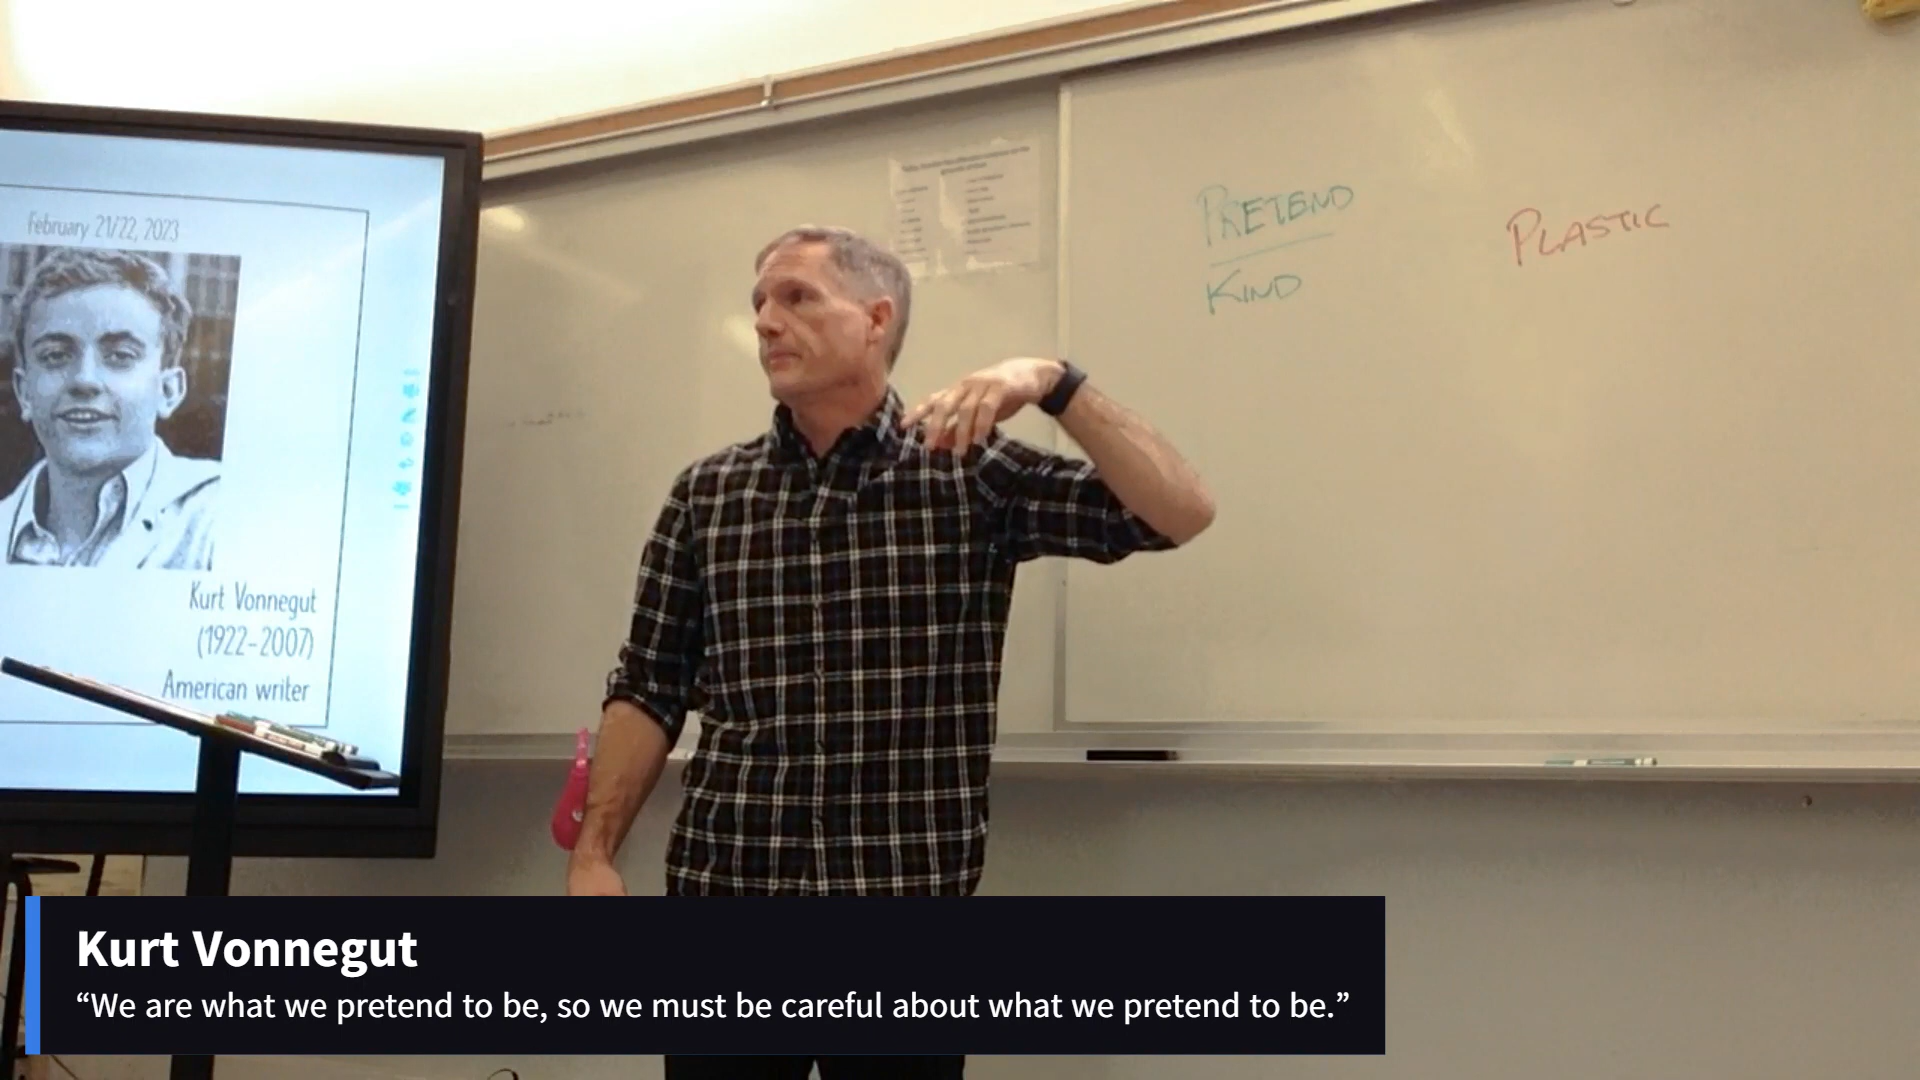 February 21/22, 2023
Kurt Vonnegut
(1922-2007)
American writer
PRETEND
KIND
PLASTIC
Kurt Vonnegut
“We are what we pretend to be, so we must be careful about what we pretend to be.”